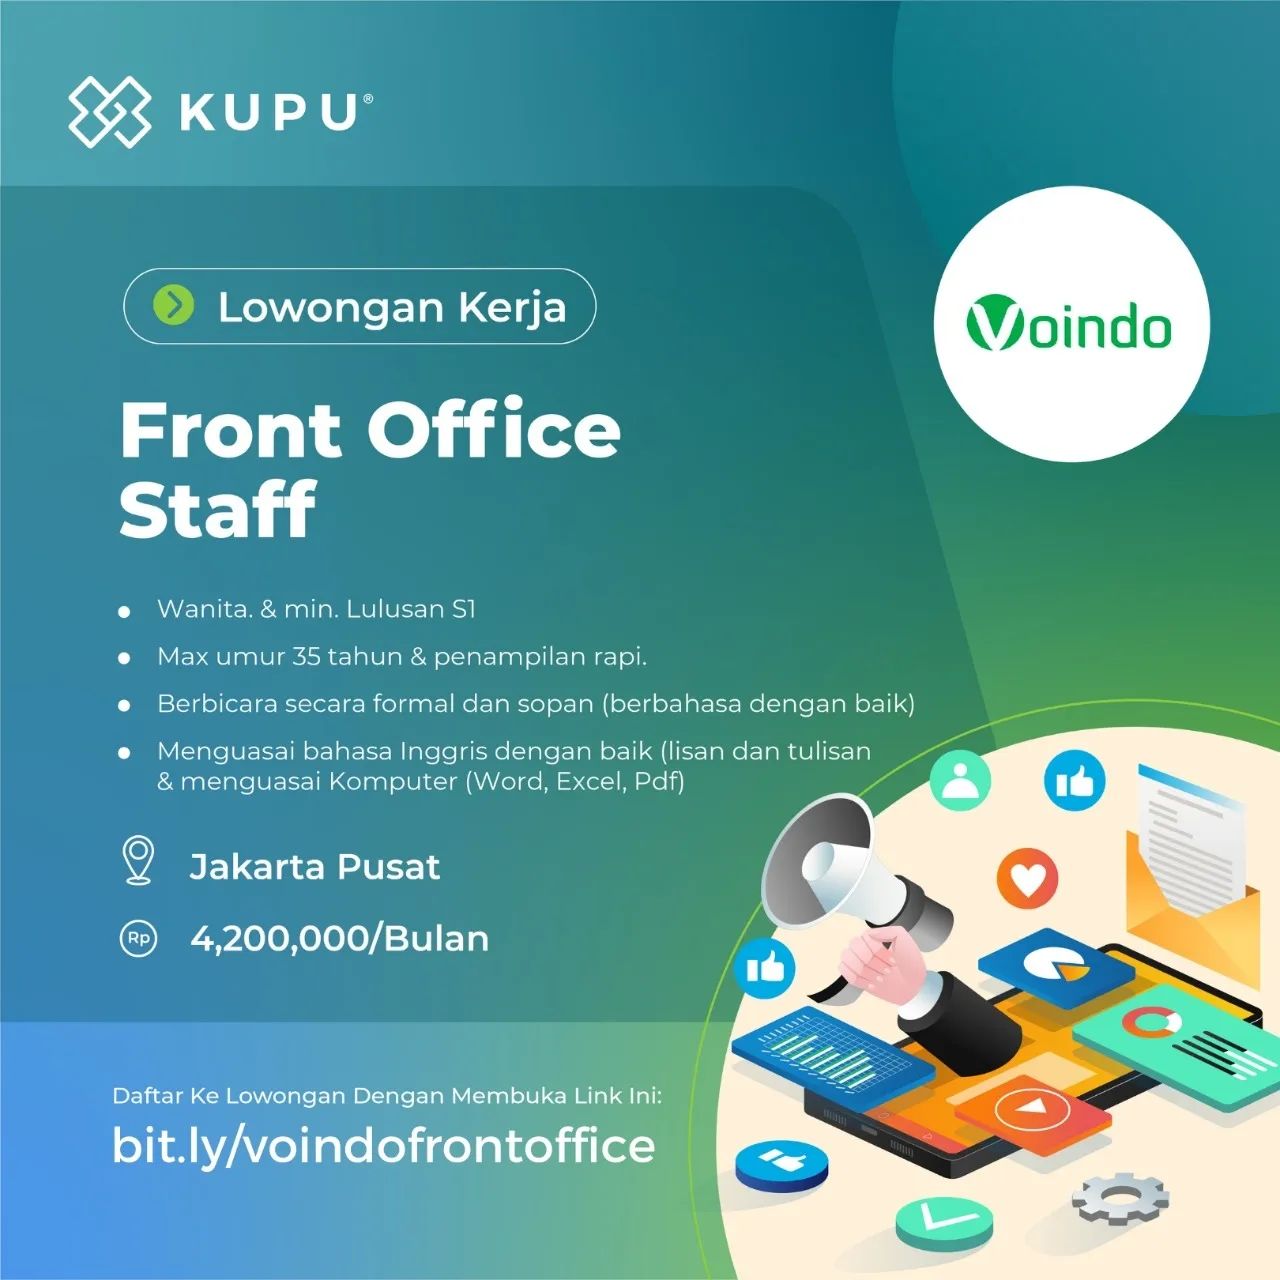 KUPU®
Voindo
Lowongan Kerja
Front Office
Staff
• Wanita. & min. Lulusan S1
• Max umur 35 tahun & penampilan rapi.
• Berbicara secara formal dan sopan (berbahasa dengan baik)
• Menguasai bahasa Inggris dengan baik (lisan dan tulisan
& menguasai Komputer (Word, Excel, Pdf)
Jakarta Pusat
Rp 4,200,000/Bulan
Daftar Ke Lowongan Dengan Membuka Link Ini:
bit.ly/voindofrontoffice